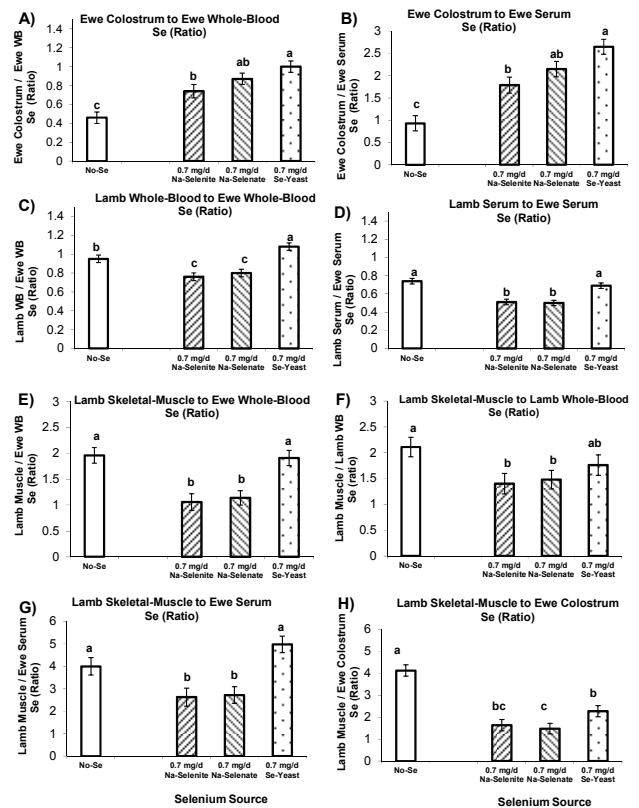 A)
Ewe Colostrum to Ewe Whole-Blood
Se (Ratio)
Ewe Colostrum / Ewe WB
Se (Ratio)
1.4
1.2
1
0.8
0.6
0.4
0.2
0
c
b
ab
a
No-Se
0.7 mg/d
Na-Selenite
0.7 mg/d
Na-Selenate
0.7 mg/d
Se-Yeast
B)
Ewe Colostrum to Ewe Serum
Se (Ratio)
Ewe Colostrum / Ewe Serum
Se (Ratio)
3
2.5
2
1.5
1
0.5
0
c
b
ab
a
No-Se
0.7 mg/d
Na-Selenite
0.7 mg/d
Na-Selenate
0.7 mg/d
Se-Yeast
C)
Lamb Whole-Blood to Ewe Whole-Blood
Se (Ratio)
Lamb WB / Ewe WB
Se (Ratio)
1.4
1.2
1
0.8
0.6
0.4
0.2
0
b
c
c
a
No-Se
0.7 mg/d
Na-Selenite
0.7 mg/d
Na-Selenate
0.7 mg/d
Se-Yeast
D)
Lamb Serum to Ewe Serum
Se (Ratio)
Lamb Serum / Ewe Serum
Se (Ratio)
1.4
1.2
1
0.8
0.6
0.4
0.2
0
a
b
b
a
No-Se
0.7 mg/d
Na-Selenite
0.7 mg/d
Na-Selenate
0.7 mg/d
Se-Yeast
E)
Lamb Skeletal-Muscle to Ewe Whole-Blood
Se (Ratio)
Lamb Muscle / Ewe WB
Se (Ratio)
3
2.5
2
1.5
1
0.5
0
a
b
b
a
No-Se
0.7 mg/d
Na-Selenite
0.7 mg/d
Na-Selenate
0.7 mg/d
Se-Yeast
F)
Lamb Skeletal-Muscle to Lamb Whole-Blood
Se (Ratio)
Lamb Muscle / Lamb WB
Se (ratio)
3
2.5
2
1.5
1
0.5
0
a
b
b
ab
No-Se
0.7 mg/d
Na-Selenite
0.7 mg/d
Na-Selenate
0.7 mg/d
Se-Yeast
G)
Lamb Skeletal-Muscle to Ewe Serum
Se (Ratio)
Lamb Muscle / Ewe Serum
Se (Ratio)
6
5
4
3
2
1
0
a
b
b
a
No-Se
0.7 mg/d
Na-Selenite
0.7 mg/d
Na-Selenate
0.7 mg/d
Se-Yeast
Selenium Source
H)
Lamb Skeletal-Muscle to Ewe Colostrum
Se (Ratio)
Lamb Muscle / Ewe Colostrum
Se (Ratio)
6
5
4
3
2
1
0
a
bc
c
b
No-Se
0.7 mg/d
Na-Selenite
0.7 mg/d
Na-Selenate
0.7 mg/d
Se-Yeast
Selenium Source